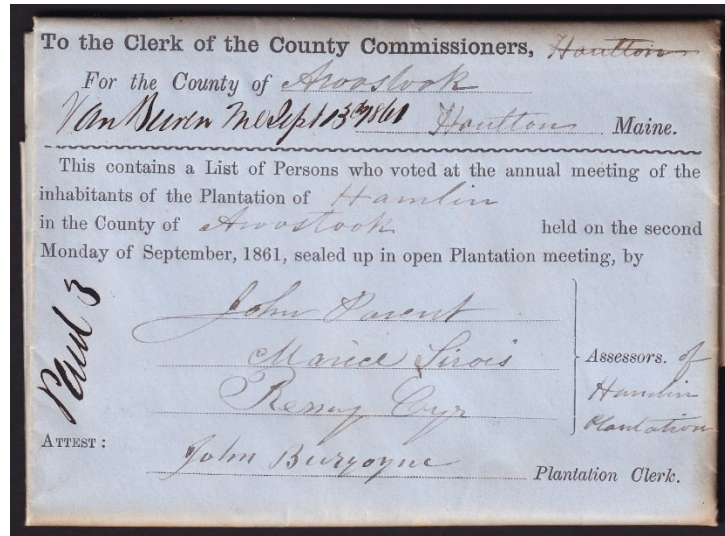 To the Clerk of the County Commissioners, Houlton
For the County of Aroostook
Van Buren Me Sept 13th 1861 Houlton Maine.
This contains a List of Persons who voted at the annual meeting of the
inhabitants of the Plantation of Hamlin
in the County of Aroostook held on the second
Monday of September, 1861, sealed up in open Plantation meeting, by
Paid 3
John Parent
Marice Sirois
Assessors. of
Hamlin
Plantation
Remy Cyr
ATTEST:
John Burgoyne
Plantation Clerk.